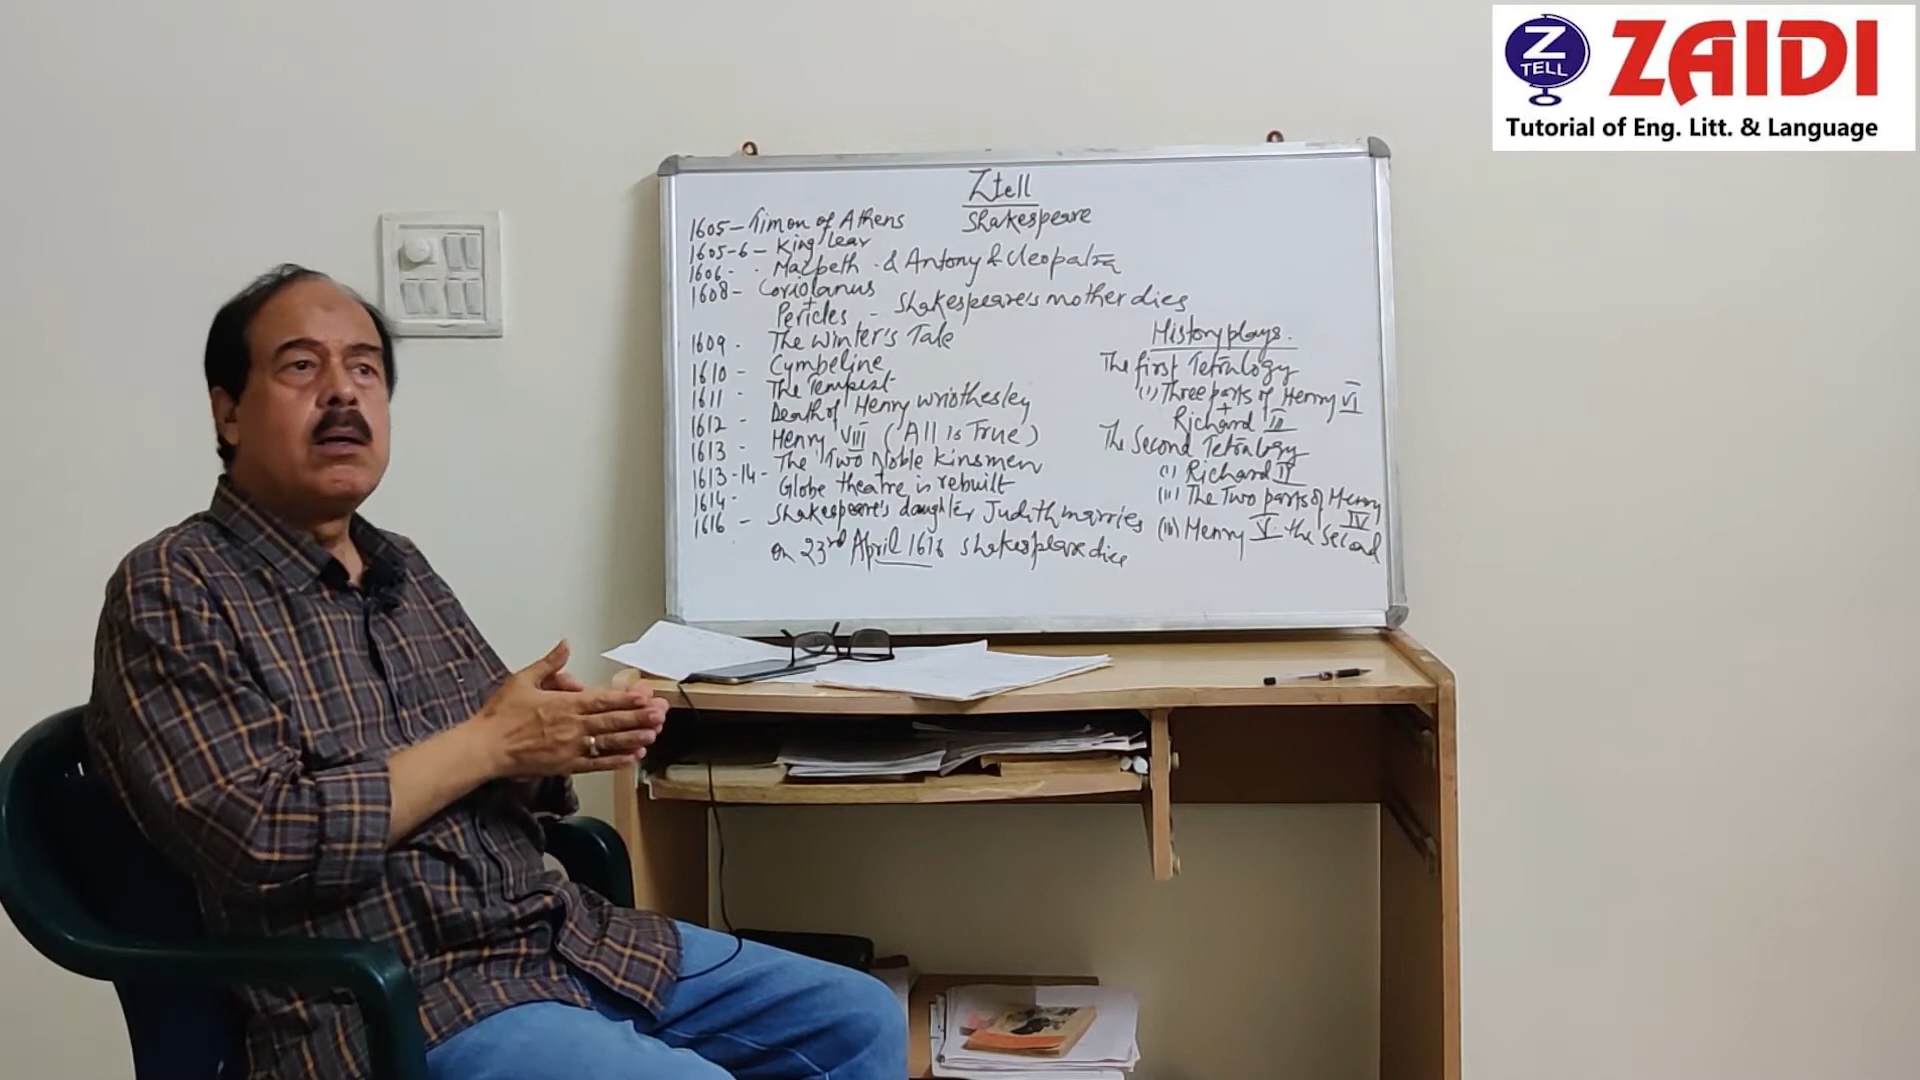 Z TELL
ZAIDI
Tutorial of Eng. Litt. & Language
Ztell
Shakespeare
1605 – Timon of Athens
1605-6 – King Lear
1606 - Macbeth & Antony & Cleopatra
1608 – Coriolanus
+
Pericles - Shakespeare's mother dies
1609 - The Winter's Tale
1610 - Cymbeline
1611 - The Tempest
1612 - Death of Henry Wriothesley
1613 - Henry VIII (All is True)
1613-14 - The Two Noble Kinsmen
1614 - Globe theatre is rebuilt
1616 - Shakespeare's daughter Judith marries
on 23rd April 1616 Shakespeare dies
History plays.
The first Tetralogy
(i) Three parts of Henry VI
+
Richard III
The Second Tetralogy
(i) Richard II
(ii) The Two parts of Henry IV
(iii) Henry V the Second